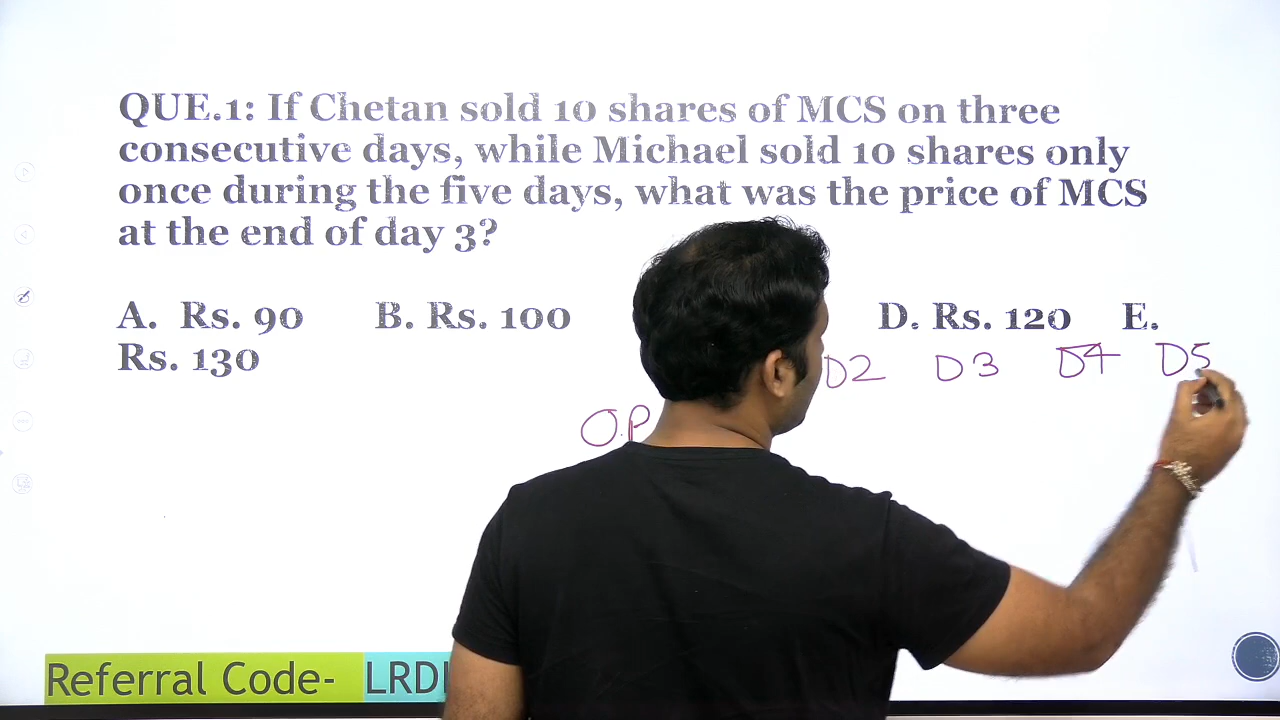 QUE.1: If Chetan sold 10 shares of MCS on three
consecutive days, while Michael sold 10 shares only
once during the five days, what was the price of MCS
at the end of day 3?
A. Rs. 90 B. Rs. 100 D. Rs. 120 E.
Rs. 130
D2 D3 D4 D5
O.P
Referral Code- LRDI